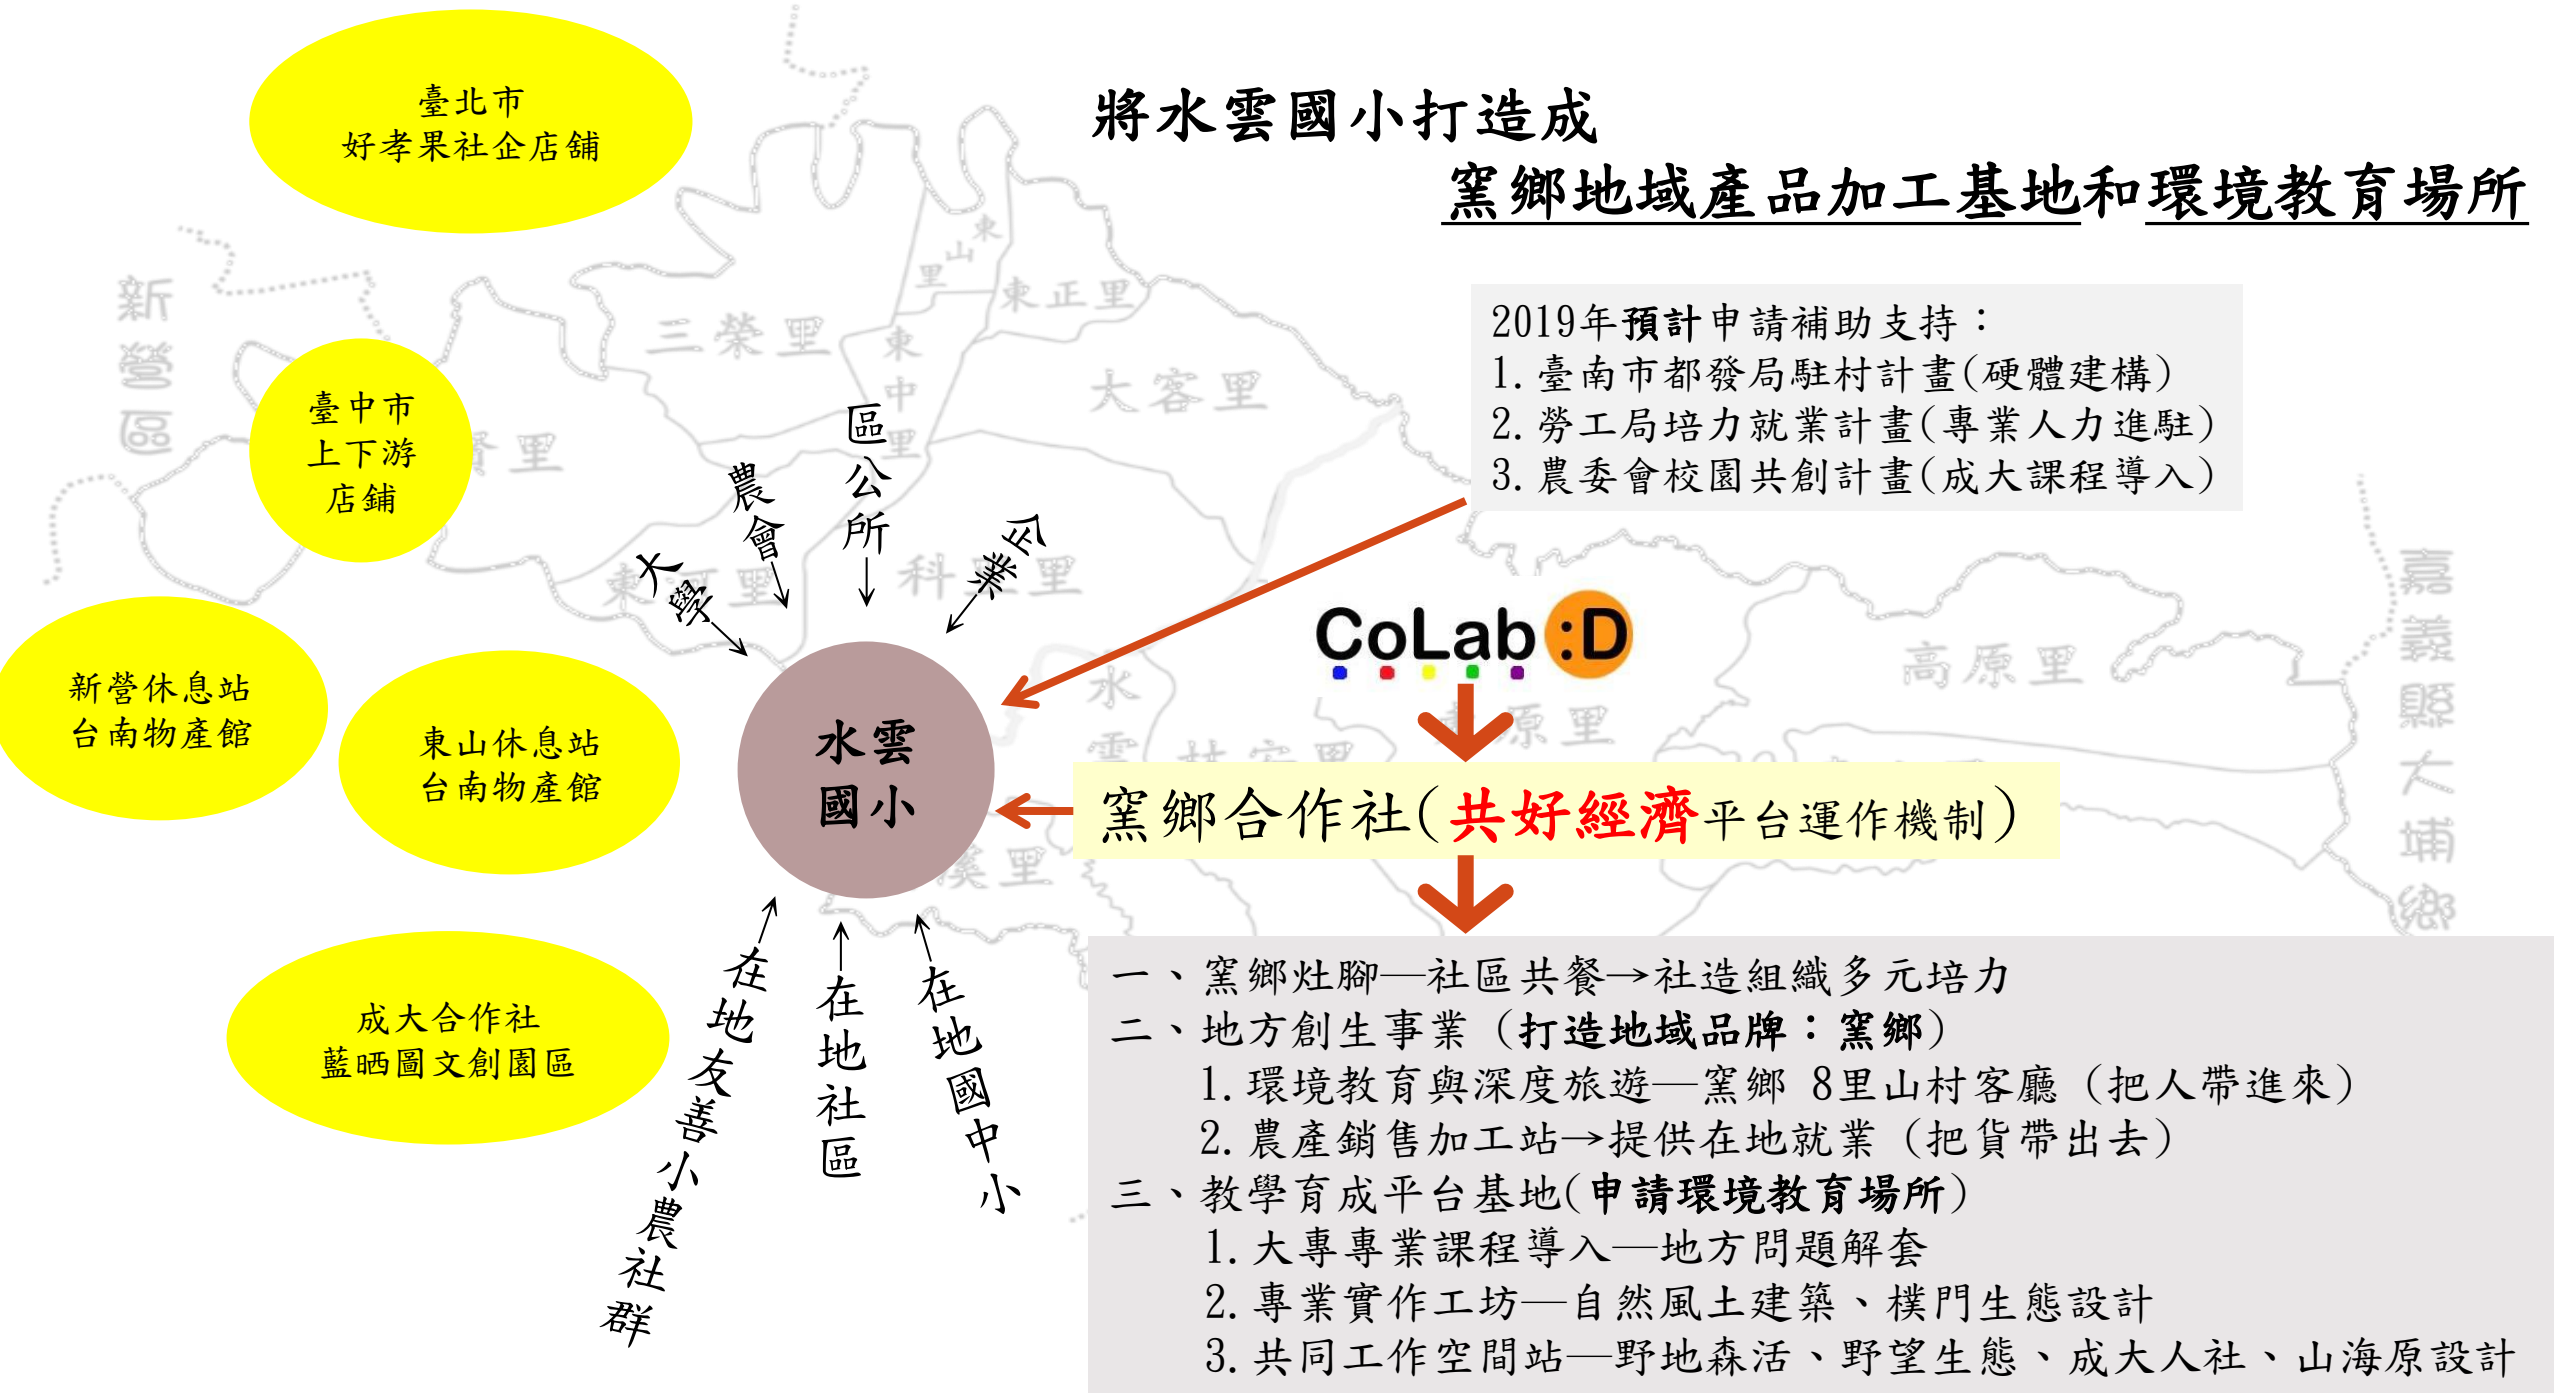 將水雲國小打造成
窯鄉地域產品加工基地和環境教育場所
臺北市
好孝果社企店舖
臺中市
上下游
店鋪
新營休息站
台南物產館
東山休息站
台南物產館
成大合作社
藍晒圖文創園區
大學
農會
區公所
企業
水雲
國小
在地友善小農社群
在地社區
在地國中小
2019年預計申請補助支持：
1.臺南市都發局駐村計畫(硬體建構)
2.勞工局培力就業計畫(專業人力進駐)
3.農委會校園共創計畫(成大課程導入)
CoLab :D
窯鄉合作社(共好經濟平台運作機制)
一、窯鄉灶腳─社區共餐→社造組織多元培力
二、地方創生事業 (打造地域品牌：窯鄉)
1.環境教育與深度旅遊─窯鄉 8里山村客廳 (把人帶進來)
2.農產銷售加工站→提供在地就業 (把貨帶出去)
三、教學育成平台基地(申請環境教育場所)
1.大專專業課程導入─地方問題解套
2.專業實作工坊─自然風土建築、樸門生態設計
3.共同工作空間站─野地森活、野望生態、成大人社、山海原設計
新營區
三榮里
東山里
東正里
東中里
大客里
里
東河里
科里里
水雲
林安里
原里
高原里
溪里
嘉義縣大埔鄉